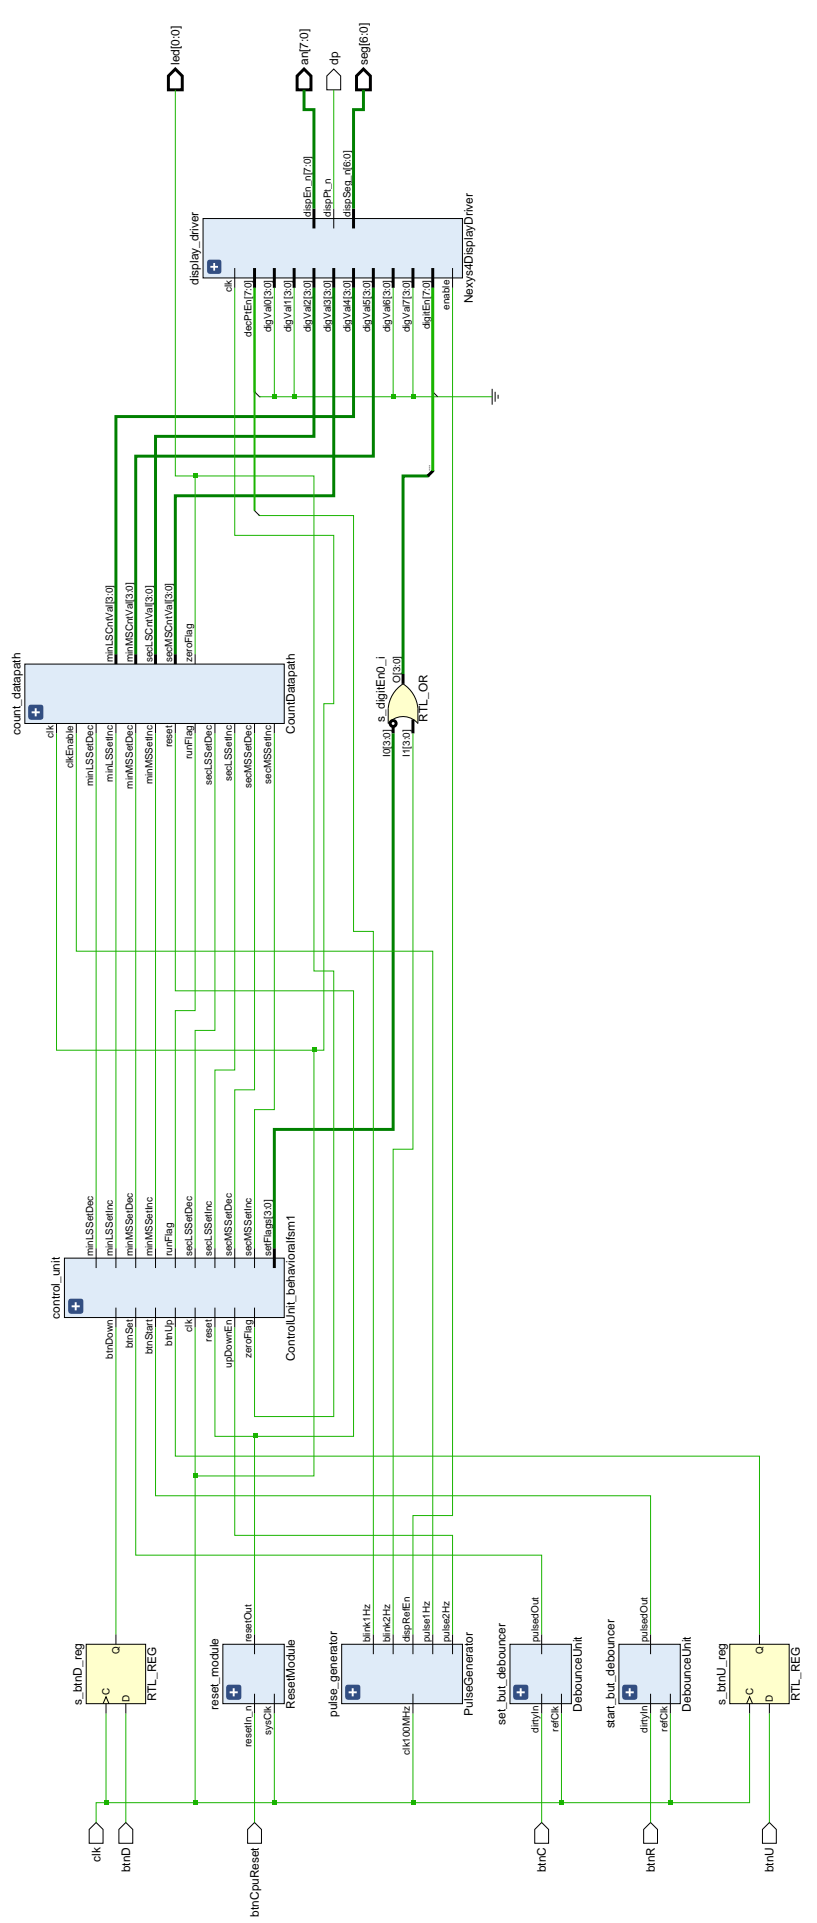 clk
btnD
btnCpuReset
btnC
btnR
btnU
s_btnD_reg
C
D
Q
RTL_REG
reset_module
resetIn_n
sysClk
resetOut
ResetModule
pulse_generator
clk100MHz
blink1Hz
blink2Hz
dispRefEn
pulse1Hz
pulse2Hz
PulseGenerator
set_but_debouncer
dirtyIn
refClk
pulsedOut
DebounceUnit
start_but_debouncer
dirtyIn
refClk
pulsedOut
DebounceUnit
s_btnU_reg
C
D
Q
RTL_REG
control_unit
btnDown
btnSet
btnStart
btnUp
clk
reset
upDownEn
zeroFlag
minLSSetDec
minLSSetInc
minMSSetDec
minMSSetInc
runFlag
secLSSetDec
secLSSetInc
secMSSetDec
secMSSetInc
setFlags[3:0]
ControlUnit_behavioralfsm1
count_datapath
clk
clkEnable
minLSSetDec
minLSSetInc
minMSSetDec
minMSSetInc
reset
runFlag
secLSSetDec
secLSSetInc
secMSSetDec
secMSSetInc
minLSCntVal[3:0]
minMSCntVal[3:0]
secLSCntVal[3:0]
secMSCntVal[3:0]
zeroFlag
CountDatapath
s_digitEn0_i
I0[3:0]
I1[3:0]
O[3:0]
RTL_OR
display_driver
clk
decPtEn[7:0]
digVal0[3:0]
digVal1[3:0]
digVal2[3:0]
digVal3[3:0]
digVal4[3:0]
digVal5[3:0]
digVal6[3:0]
digVal7[3:0]
digitEn[7:0]
enable
dispEn_n[7:0]
dispPt_n
dispSeg_n[6:0]
Nexys4DisplayDriver
led[0:0]
an[7:0]
dp
seg[6:0]